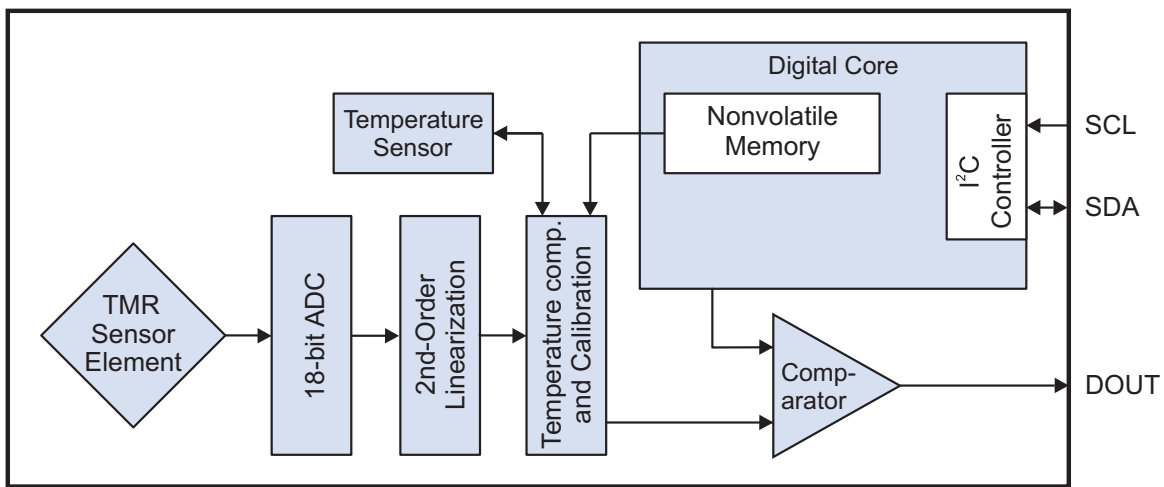 Digital Core
Nonvolatile
Memory
I²C
Controller
SCL
SDA
Temperature
Sensor
TMR
Sensor
Element
18-bit ADC
2nd-Order
Linearization
Temperature comp.
and Calibration
Comp-
arator
DOUT